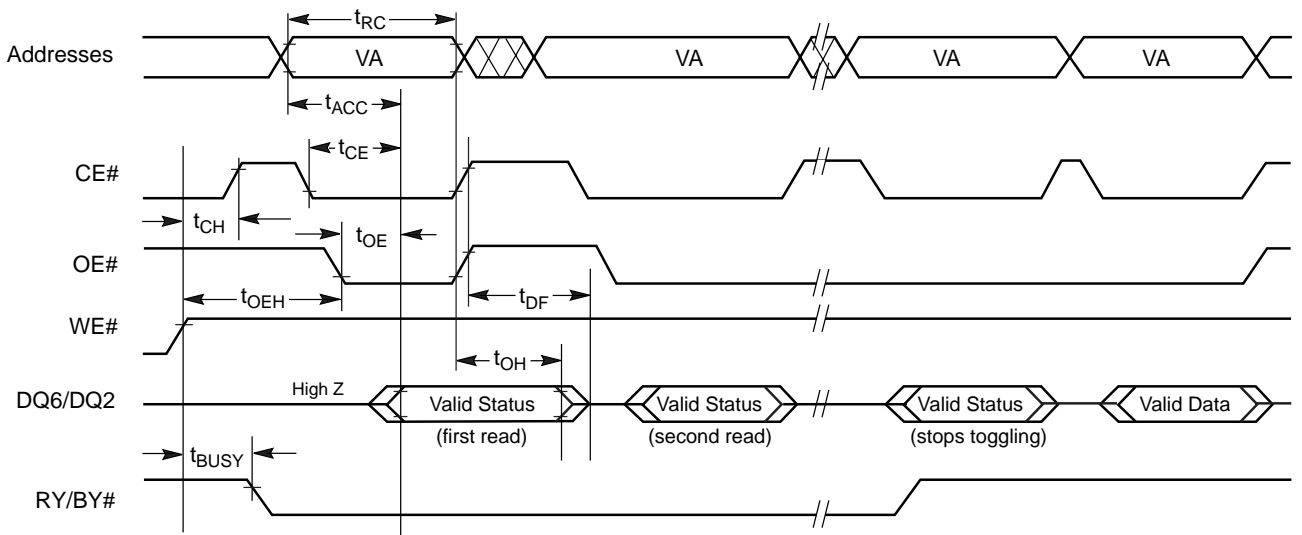 tRC
Addresses VA VA VA VA
tACC
tCE
CE#
tCH tOE
OE#
tOEH tDF
WE#
tOH
High Z
DQ6/DQ2 Valid Status Valid Status Valid Status Valid Data
(first read) (second read) (stops toggling)
tBUSY
RY/BY#